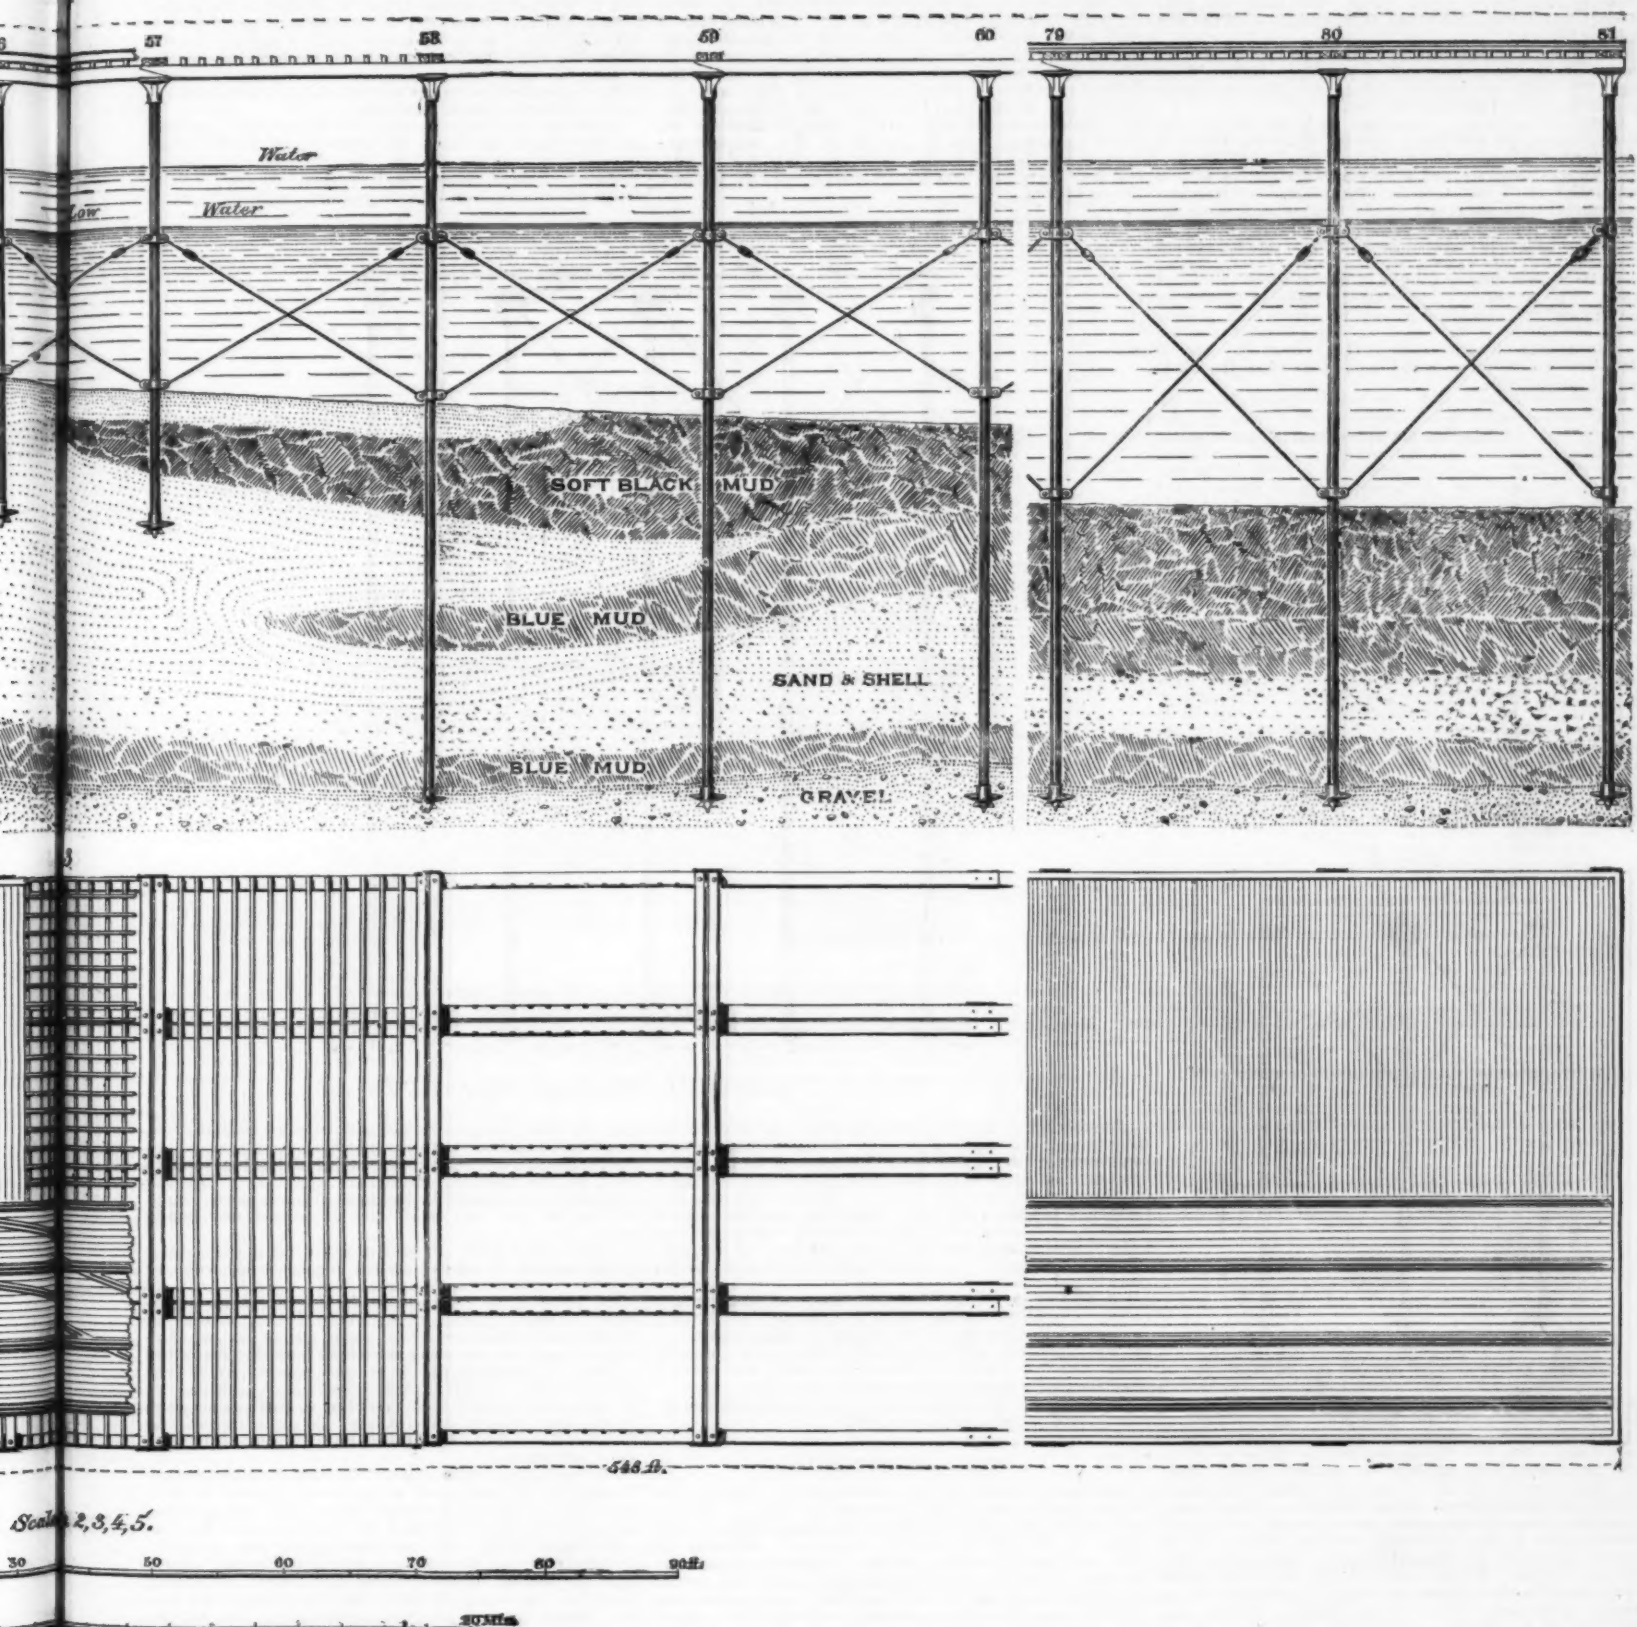 57 58 59 60 79 80 81
Water
Low Water
SOFT BLACK MUD
BLUE MUD
SAND & SHELL
BLUE MUD
GRAVEL
548 ft.
Scale 2, 3, 4, 5.
30 50 60 70 80 90 ft.